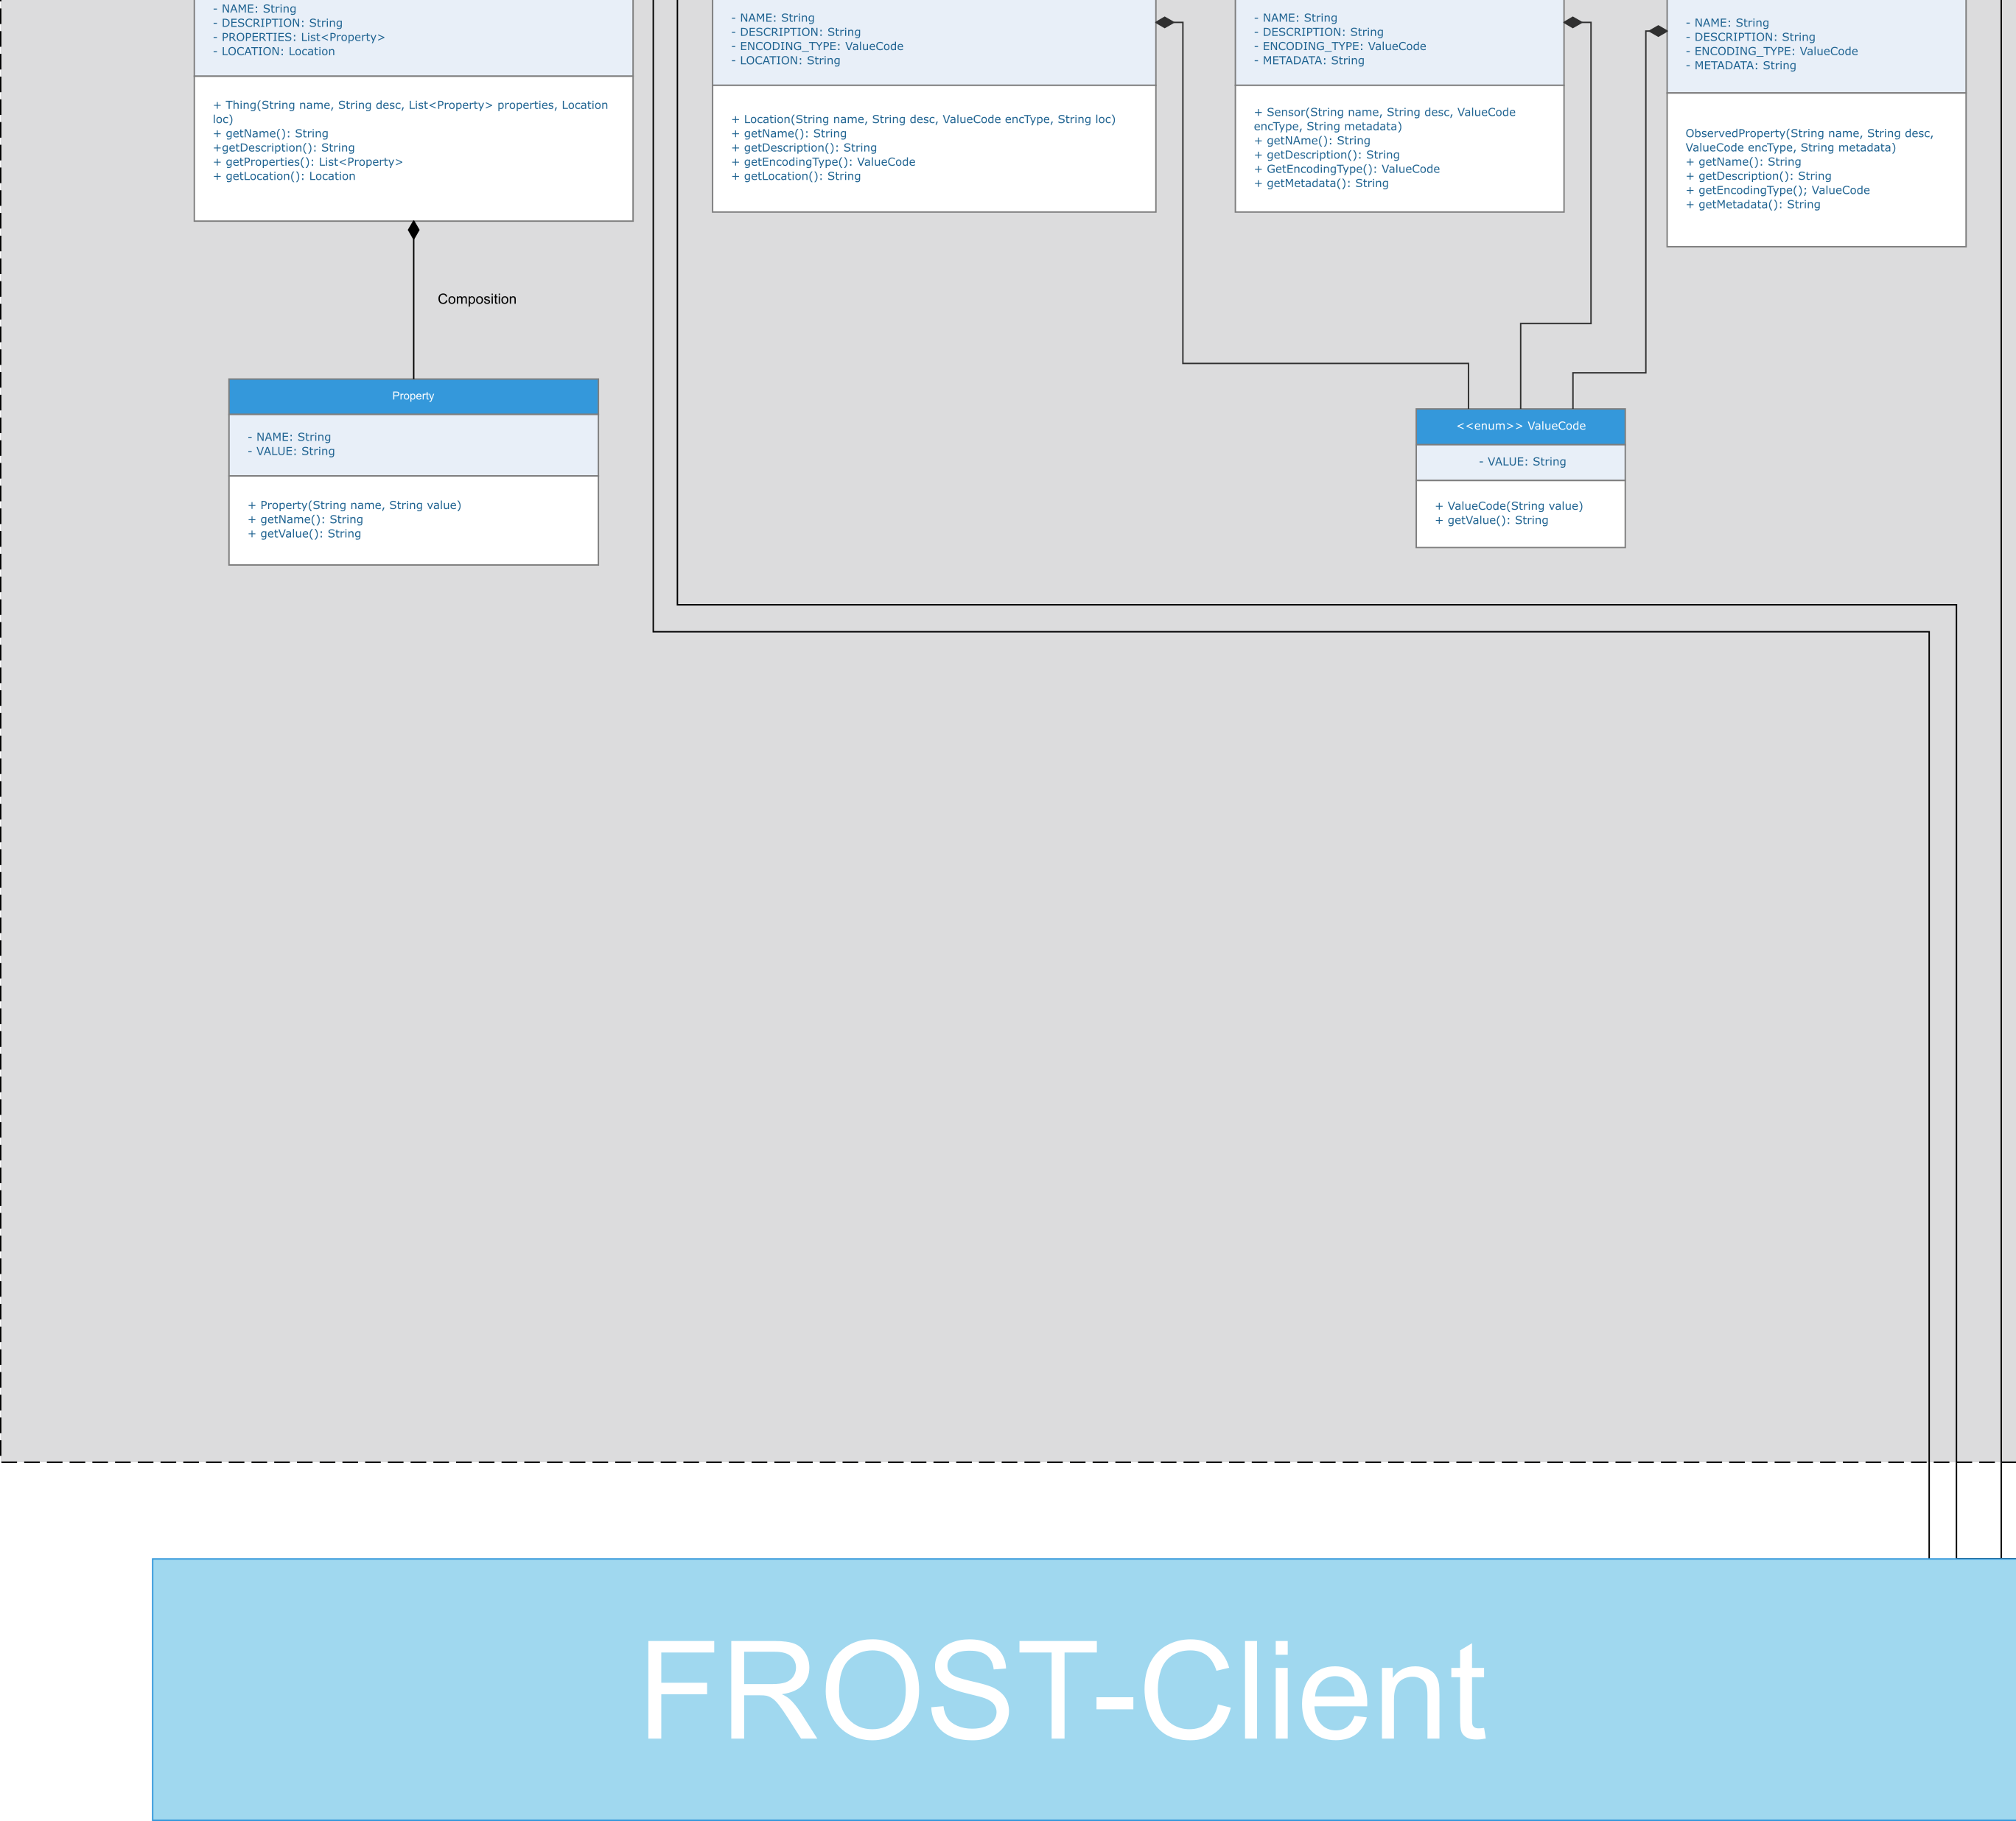 - NAME: String
- DESCRIPTION: String
- PROPERTIES: List<Property>
- LOCATION: Location
+ Thing(String name, String desc, List<Property> properties, Location
loc)
+ getName(): String
+getDescription(): String
+ getProperties(): List<Property>
+ getLocation(): Location
- NAME: String
- DESCRIPTION: String
- ENCODING_TYPE: ValueCode
- LOCATION: String
+ Location(String name, String desc, ValueCode encType, String loc)
+ getName(): String
+ getDescription(): String
+ getEncodingType(): ValueCode
+ getLocation(): String
- NAME: String
- DESCRIPTION: String
- ENCODING_TYPE: ValueCode
- METADATA: String
+ Sensor(String name, String desc, ValueCode
encType, String metadata)
+ getNAme(): String
+ getDescription(): String
+ GetEncodingType(): ValueCode
+ getMetadata(): String
- NAME: String
- DESCRIPTION: String
- ENCODING_TYPE: ValueCode
- METADATA: String
ObservedProperty(String name, String desc,
ValueCode encType, String metadata)
+ getName(): String
+ getDescription(): String
+ getEncodingType(); ValueCode
+ getMetadata(): String
Composition
Property
- NAME: String
- VALUE: String
+ Property(String name, String value)
+ getName(): String
+ getValue(): String
<<enum>> ValueCode
- VALUE: String
+ ValueCode(String value)
+ getValue(): String
FROST-Client